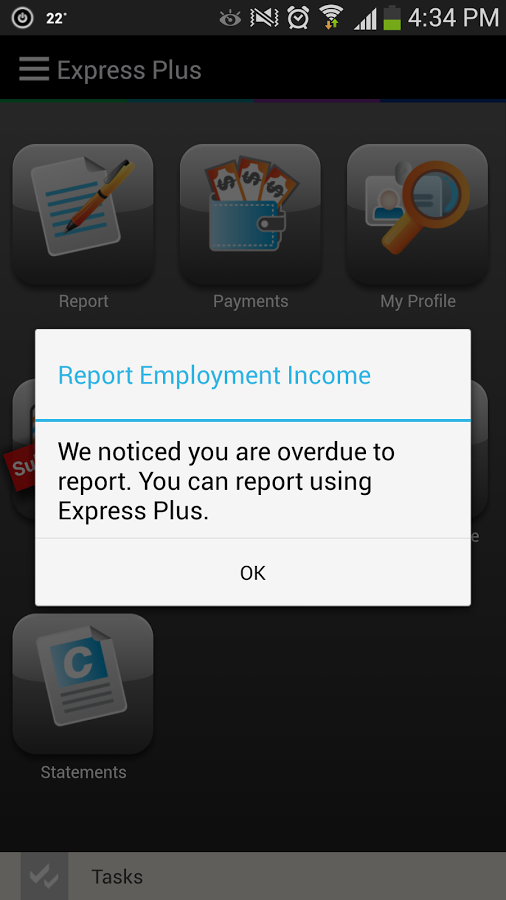 22°
4:34 PM
Express Plus
Report
Payments
My Profile
Report Employment Income
We noticed you are overdue to
report. You can report using
Express Plus.
OK
C
Statements
Tasks